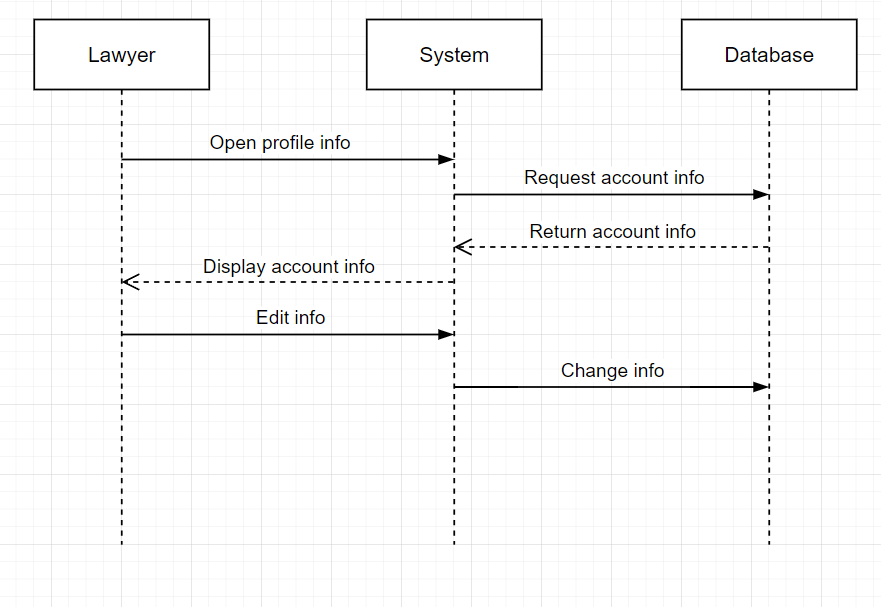 Lawyer
System
Database
Open profile info
Request account info
Return account info
Display account info
Edit info
Change info